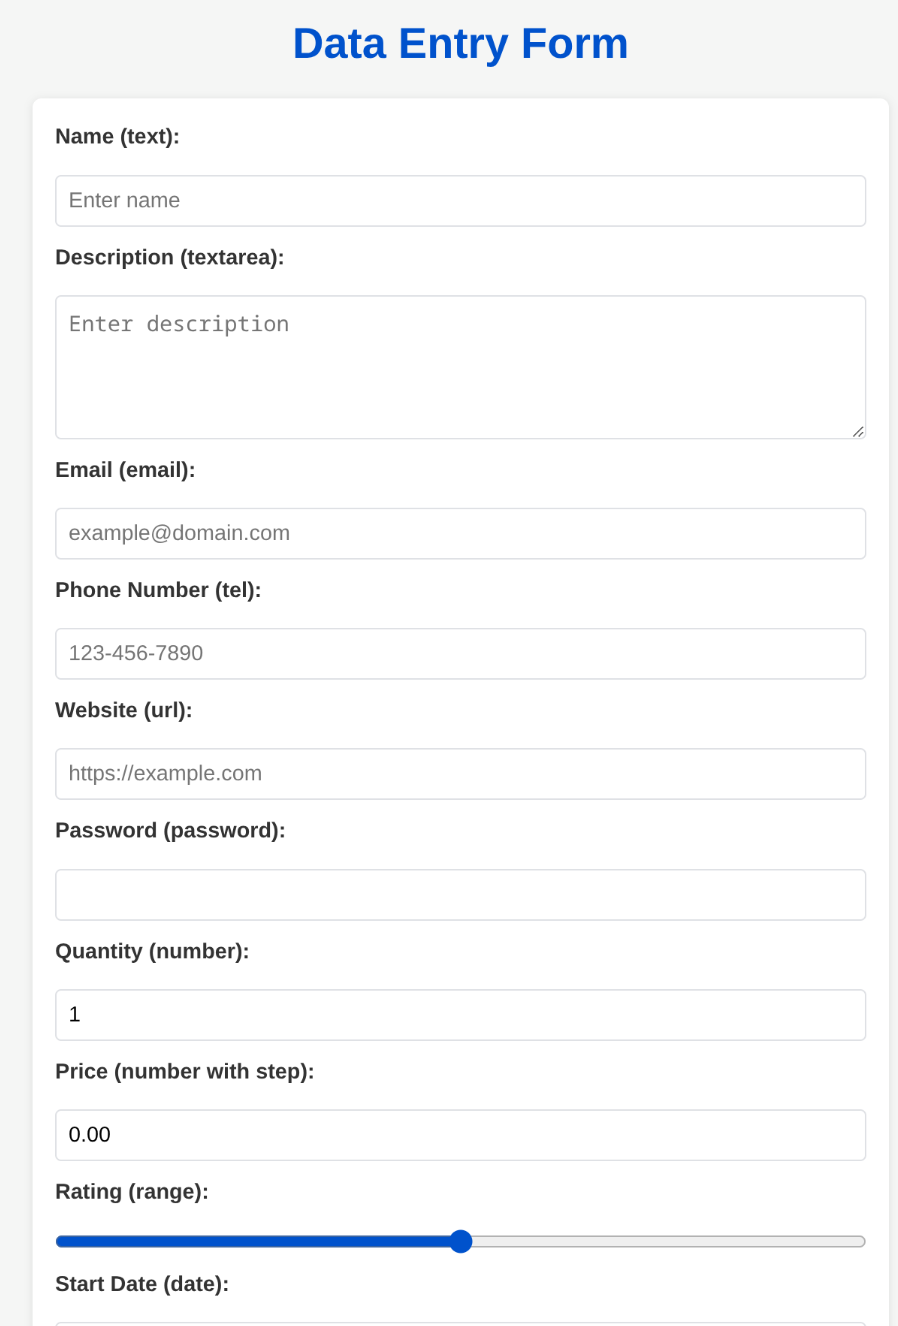 Data Entry Form
Name (text):
Enter name
Description (textarea):
Enter description
Email (email):
example@domain.com
Phone Number (tel):
123-456-7890
Website (url):
https://example.com
Password (password):
Quantity (number):
1
Price (number with step):
0.00
Rating (range):
Start Date (date):